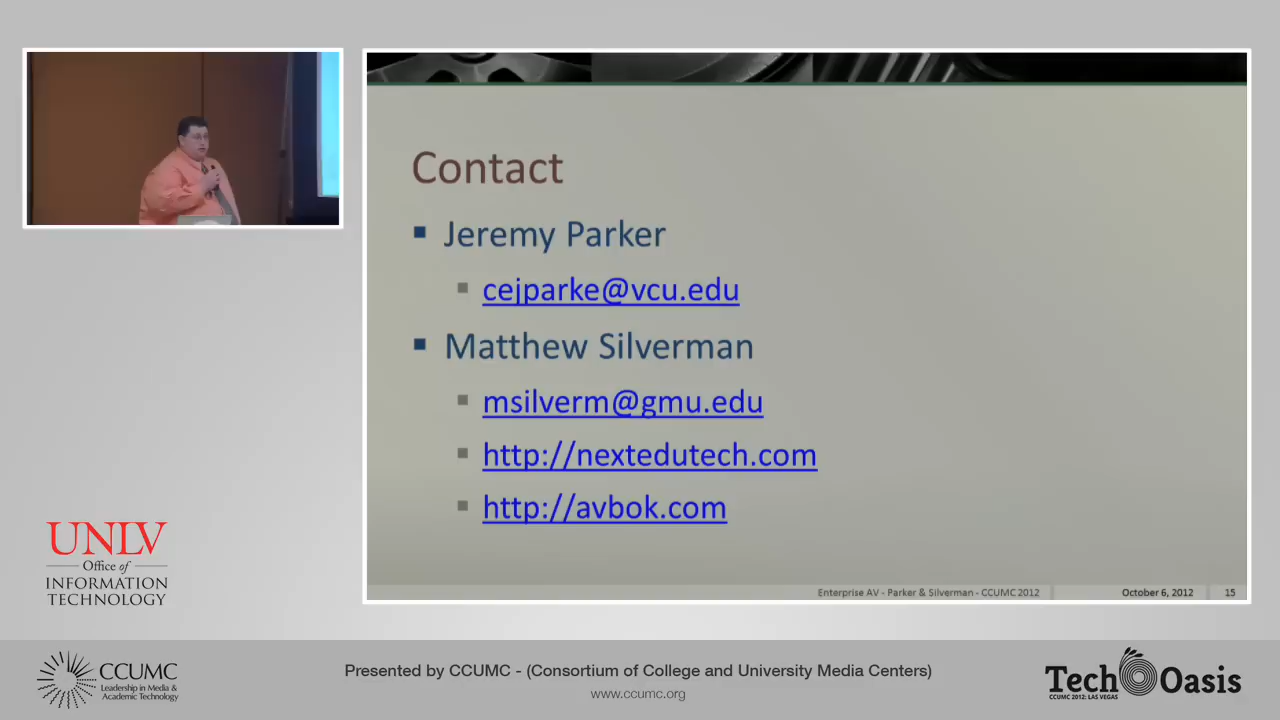 Contact
Jeremy Parker
cejparke@vcu.edu
Matthew Silverman
msilverm@gmu.edu
http://nextedutech.com
http://avbok.com
Enterprise AV - Parker & Silverman - CCUMC 2012
October 6, 2012
15
UNLV
Office of
INFORMATION
TECHNOLOGY
CCUMC
Leadership in Media &
Academic Technology
Presented by CCUMC - (Consortium of College and University Media Centers)
www.ccumc.org
Tech Oasis
CCUMC 2012: LAS VEGAS